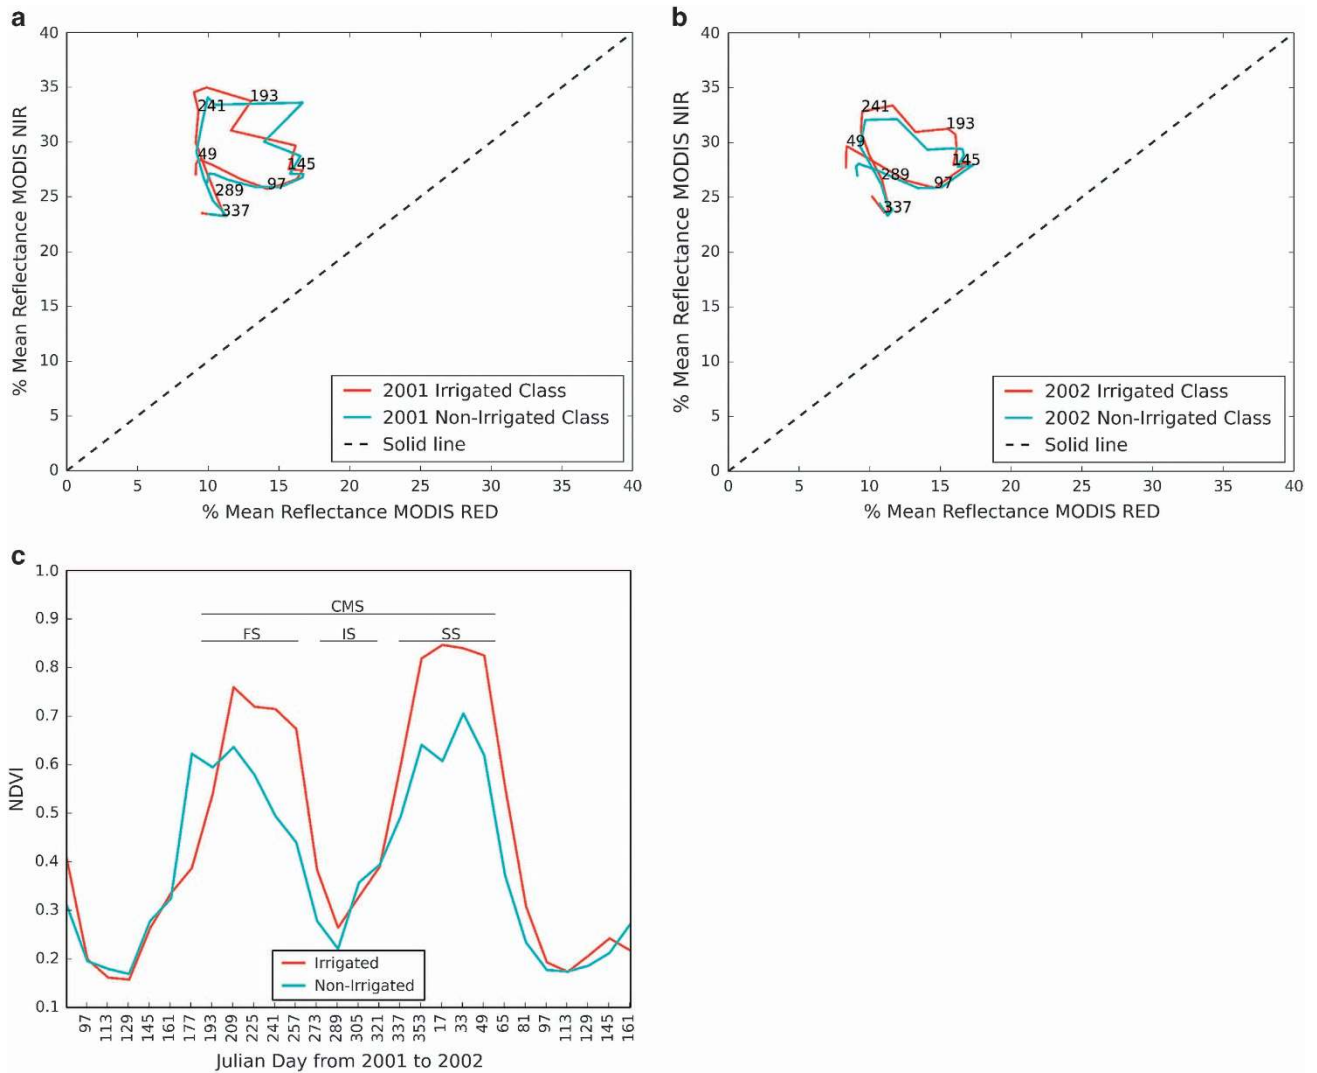 a
40
35
30
25
20
15
10
5
0
% Mean Reflectance MODIS NIR
193
241
49
145
97
289
337
2001 Irrigated Class
2001 Non-Irrigated Class
Solid line
0 5 10 15 20 25 30 35 40
% Mean Reflectance MODIS RED
b
40
35
30
25
20
15
10
5
0
% Mean Reflectance MODIS NIR
241
193
49
145
289
97
337
2002 Irrigated Class
2002 Non-Irrigated Class
Solid line
0 5 10 15 20 25 30 35 40
% Mean Reflectance MODIS RED
c
1.0
0.9
0.8
0.7
0.6
0.5
0.4
0.3
0.2
0.1
NDVI
CMS
FS IS SS
Irrigated
Non-Irrigated
97 113 129 145 161 177 193 209 225 241 257 273 289 305 321 337 353 17 33 49 65 81 97 113 129 145 161
Julian Day from 2001 to 2002